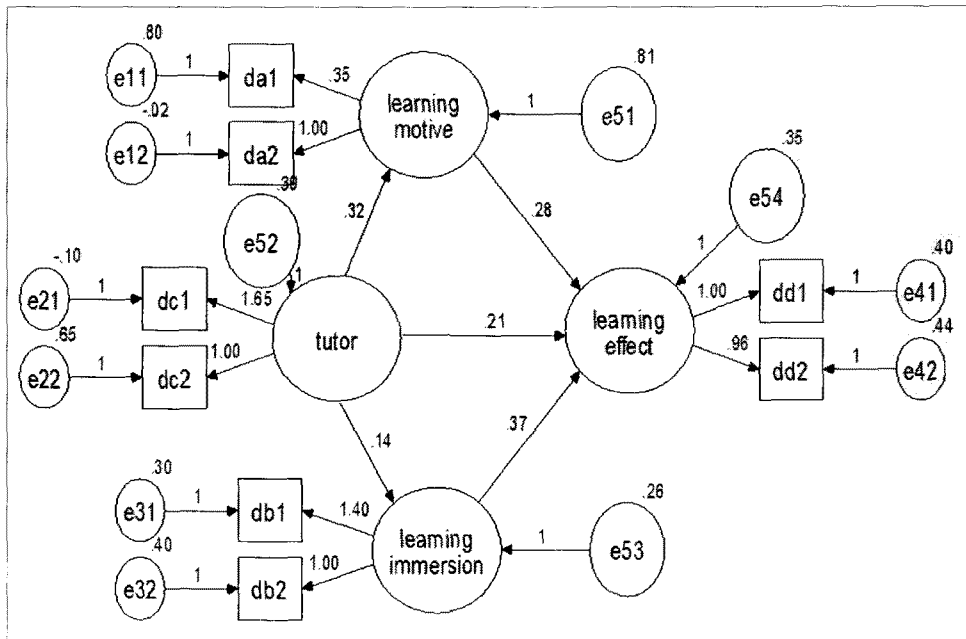 .80
e11
1
da1
.35
-.02
e12
1
da2
1.00
learning
motive
1
.81
e51
.32
.28
.35
e54
1
e52
1
-.10
e21
1
dc1
1.65
.65
e22
1
dc2
1.00
tutor
.21
learning
effect
1.00
dd1
1
.40
e41
.96
dd2
1
.44
e42
.14
.37
.30
e31
1
db1
1.40
.40
e32
1
db2
1.00
learning
immersion
1
.26
e53